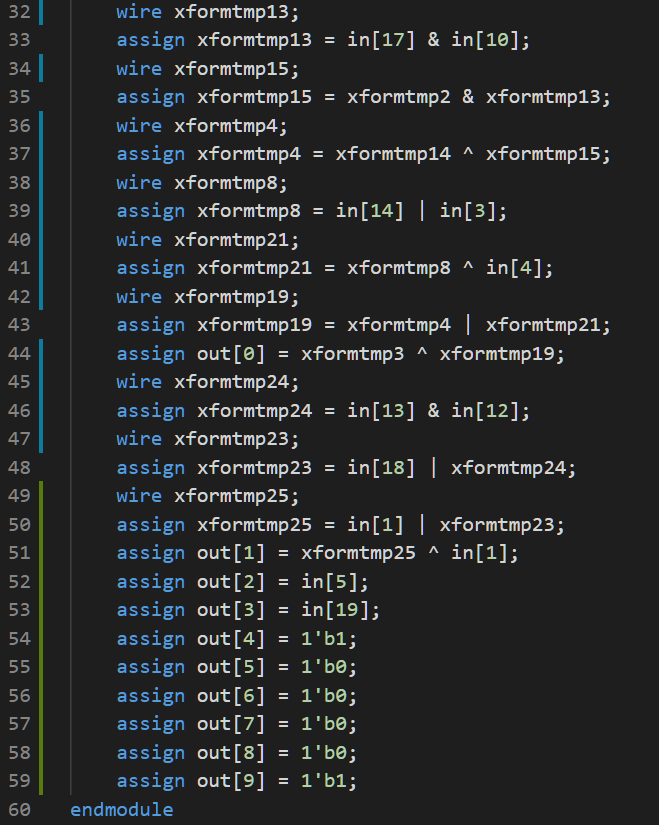 32 wire xformtmp13;
33 assign xformtmp13 = in[17] & in[10];
34 wire xformtmp15;
35 assign xformtmp15 = xformtmp2 & xformtmp13;
36 wire xformtmp4;
37 assign xformtmp4 = xformtmp14 ^ xformtmp15;
38 wire xformtmp8;
39 assign xformtmp8 = in[14] | in[3];
40 wire xformtmp21;
41 assign xformtmp21 = xformtmp8 ^ in[4];
42 wire xformtmp19;
43 assign xformtmp19 = xformtmp4 | xformtmp21;
44 assign out[0] = xformtmp3 ^ xformtmp19;
45 wire xformtmp24;
46 assign xformtmp24 = in[13] & in[12];
47 wire xformtmp23;
48 assign xformtmp23 = in[18] | xformtmp24;
49 wire xformtmp25;
50 assign xformtmp25 = in[1] | xformtmp23;
51 assign out[1] = xformtmp25 ^ in[1];
52 assign out[2] = in[5];
53 assign out[3] = in[19];
54 assign out[4] = 1'b1;
55 assign out[5] = 1'b0;
56 assign out[6] = 1'b0;
57 assign out[7] = 1'b0;
58 assign out[8] = 1'b0;
59 assign out[9] = 1'b1;
60 endmodule